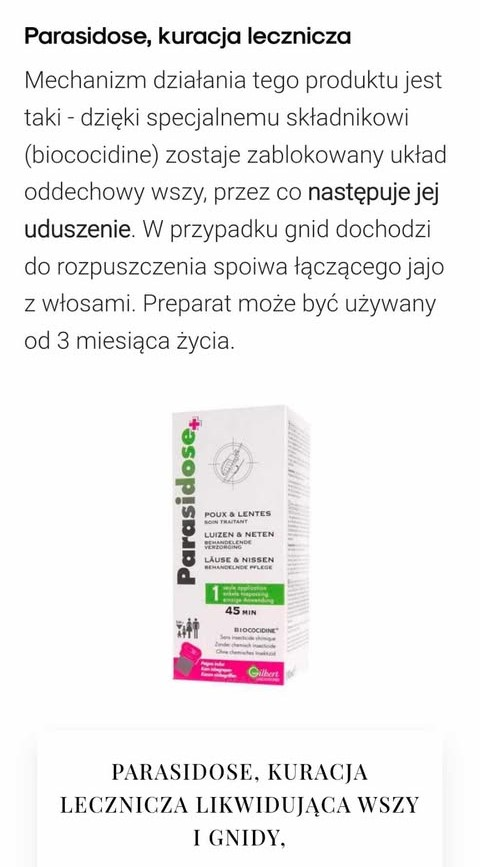 Parasidose, kuracja lecznicza
Mechanizm działania tego produktu jest
taki - dzięki specjalnemu składnikowi
(biococidine) zostaje zablokowany układ
oddechowy wszy, przez co następuje jej
uduszenie. W przypadku gnid dochodzi
do rozpuszczenia spoiwa łączącego jajo
z włosami. Preparat może być używany
od 3 miesiąca życia.
Parasidose
POUX & LENTES
SOIN TRAITANT
LUIZEN & NETEN
BEHANDELENDE
VERZORGING
LÄUSE & NISSEN
BEHANDELNDE PFLEGE
1
seule application
enkele toepassing
einzige Anwendung
45 MIN
BIOCOCIDINE
Sans insecticide chimique
Zonder chemisch insecticide
Ohne chemisches Insektizid
Gilbert
PARASIDOSE, KURACJA
LECZNICZA LIKWIDUJĄCA WSZY
I GNIDY,